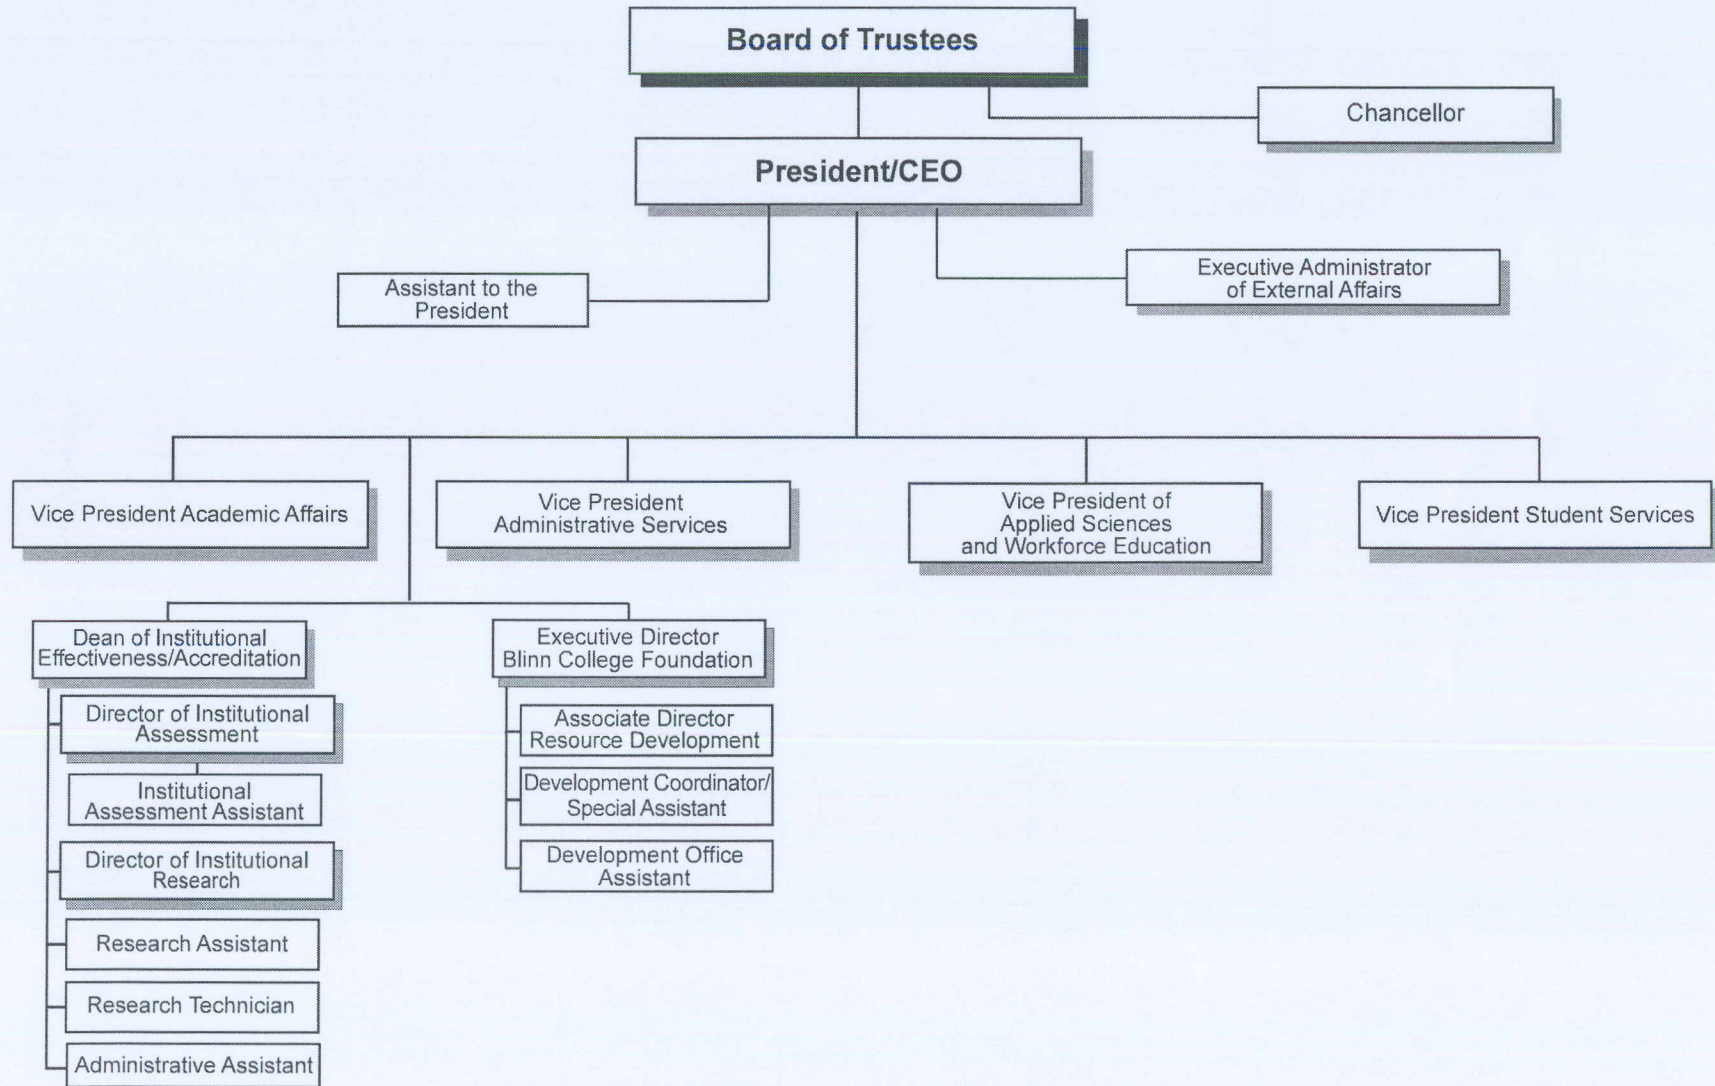 Board of Trustees
Chancellor
President/CEO
Assistant to the
President
Executive Administrator
of External Affairs
Vice President Academic Affairs
Vice President
Administrative Services
Vice President of
Applied Sciences
and Workforce Education
Vice President Student Services
Dean of Institutional
Effectiveness/Accreditation
Director of Institutional
Assessment
Institutional
Assessment Assistant
Director of Institutional
Research
Research Assistant
Research Technician
Administrative Assistant
Executive Director
Blinn College Foundation
Associate Director
Resource Development
Development Coordinator/
Special Assistant
Development Office
Assistant